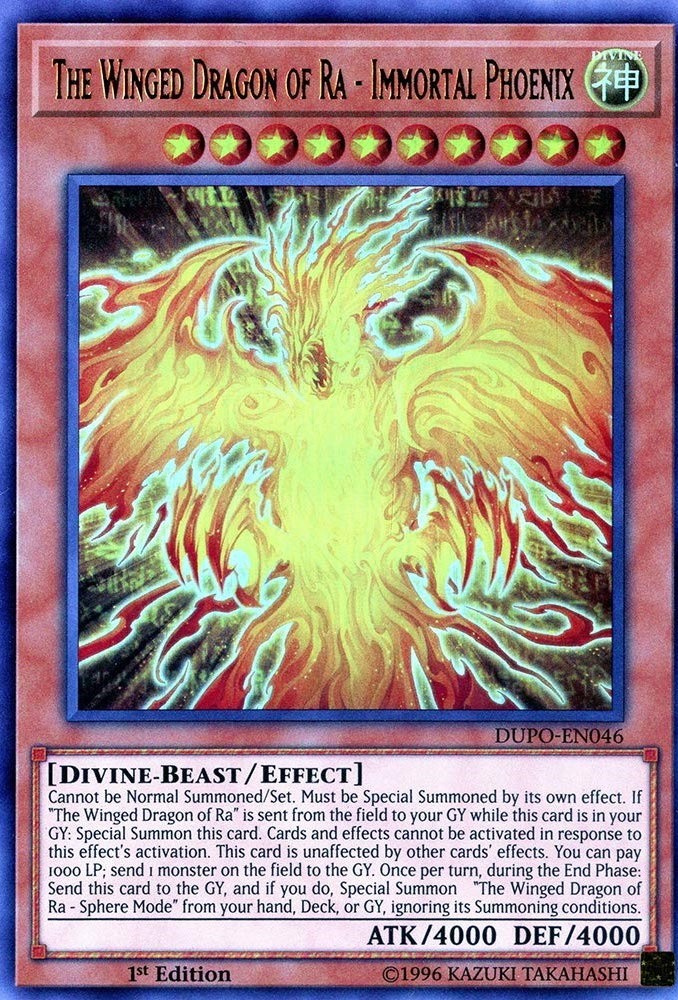 THE WINGED DRAGON OF RA - IMMORTAL PHOENIX
DIVINE
神
DUPO-EN046
[DIVINE-BEAST/EFFECT]
Cannot be Normal Summoned/Set. Must be Special Summoned by its own effect. If
"The Winged Dragon of Ra" is sent from the field to your GY while this card is in your
GY: Special Summon this card. Cards and effects cannot be activated in response to
this effect's activation. This card is unaffected by other cards' effects. You can pay
1000 LP; send 1 monster on the field to the GY. Once per turn, during the End Phase:
Send this card to the GY, and if you do, Special Summon "The Winged Dragon of
Ra - Sphere Mode" from your hand, Deck, or GY, ignoring its Summoning conditions.
ATK/4000 DEF/4000
1st Edition
©1996 KAZUKI TAKAHASHI